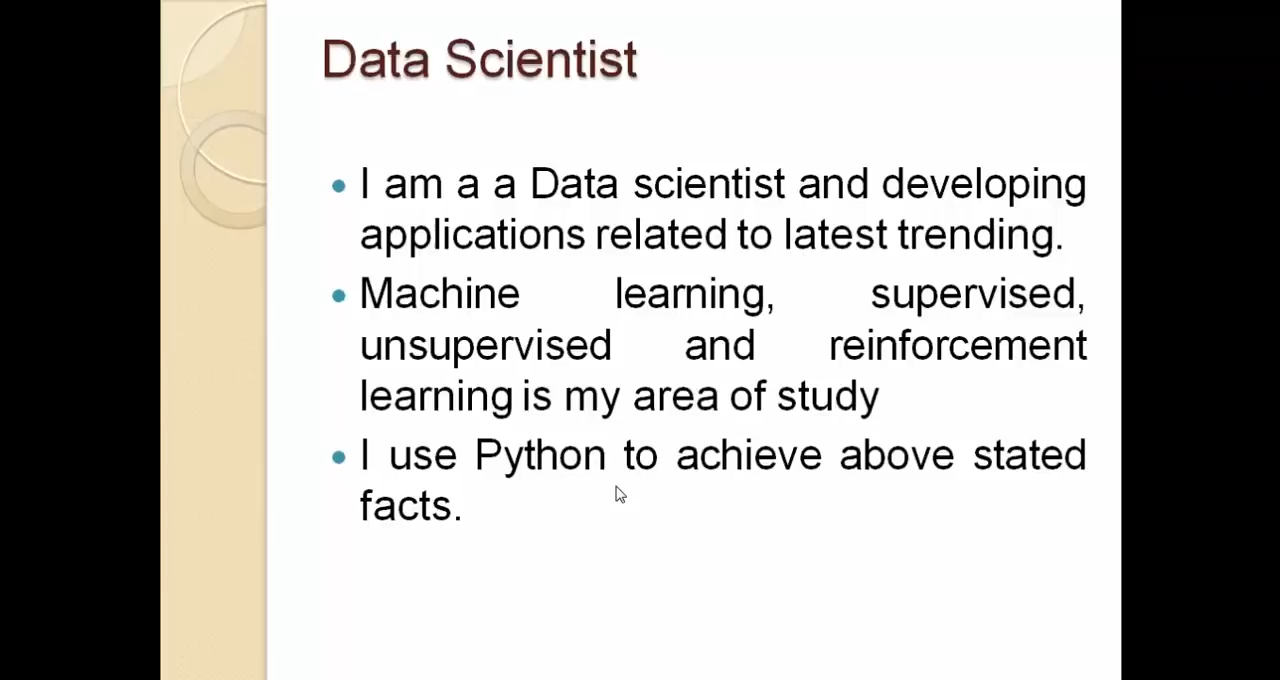 Data Scientist
I am a a Data scientist and developing
applications related to latest trending.
Machine learning, supervised,
unsupervised and reinforcement
learning is my area of study
I use Python to achieve above stated
facts.